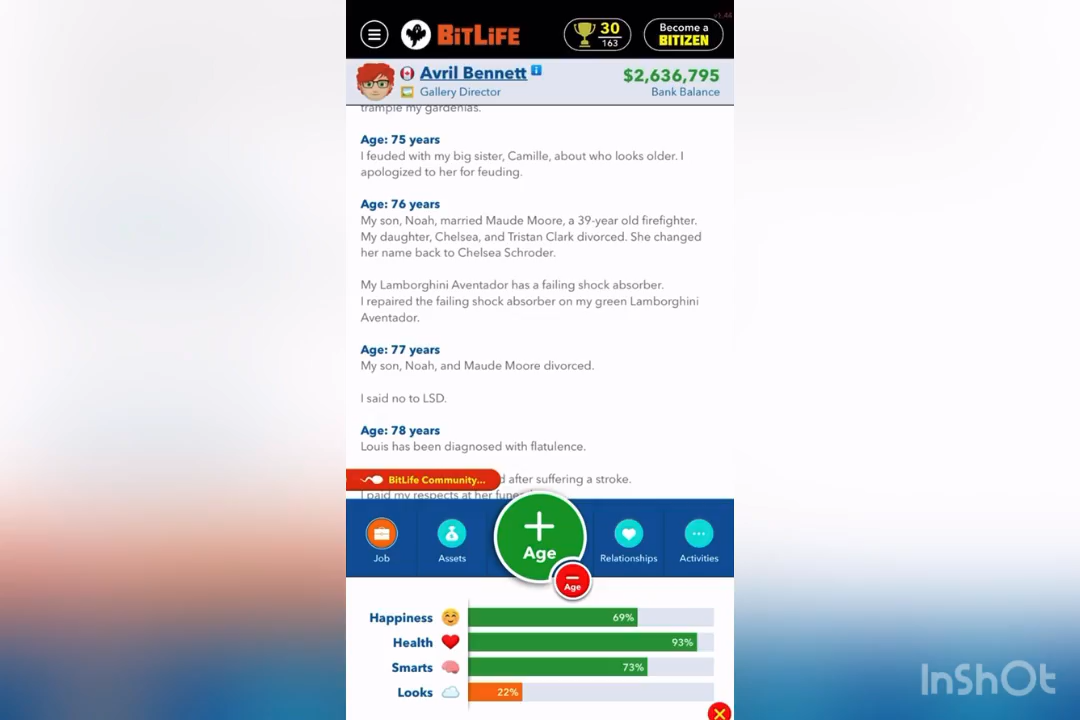 v1.44
BITLIFE
30
163
Become a
BITIZEN
Avril Bennett
$2,636,795
Gallery Director
Bank Balance
trample my gardenias.
Age: 75 years
I feuded with my big sister, Camille, about who looks older. I
apologized to her for feuding.
Age: 76 years
My son, Noah, married Maude Moore, a 39-year old firefighter.
My daughter, Chelsea, and Tristan Clark divorced. She changed
her name back to Chelsea Schroder.
My Lamborghini Aventador has a failing shock absorber.
I repaired the failing shock absorber on my green Lamborghini
Aventador.
Age: 77 years
My son, Noah, and Maude Moore divorced.
I said no to LSD.
Age: 78 years
Louis has been diagnosed with flatulence.
BitLife Community...
after suffering a stroke.
I paid my respects at her
Job
Assets
Age
Age
Relationships
Activities
Happiness
69%
Health
93%
Smarts
73%
Looks
22%
InShOt